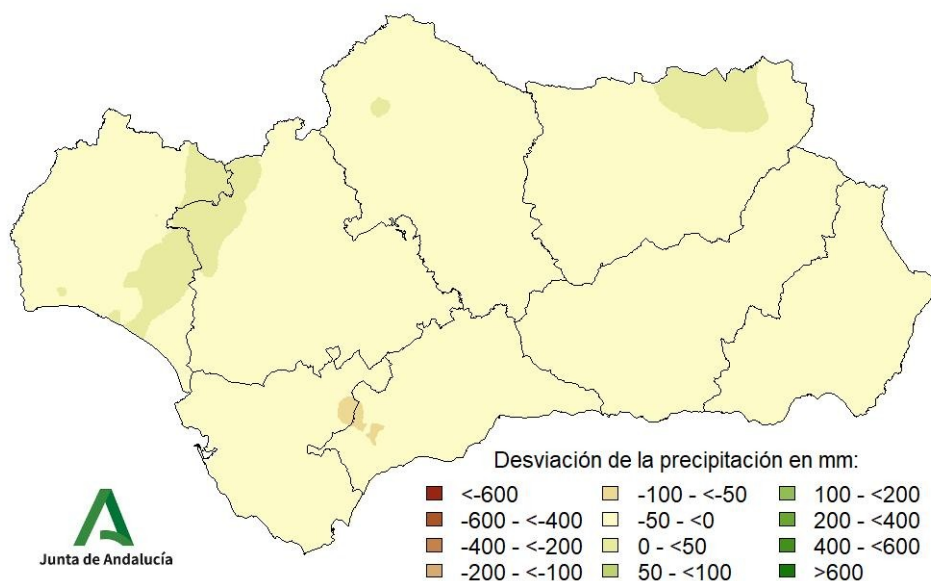 Desviación de la precipitación en mm:
<-600
-600 - <-400
-400 - <-200
-200 - <-100
-100 - <-50
-50 - <0
0 - <50
50 - <100
100 - <200
200 - <400
400 - <600
>600
Junta de Andalucía